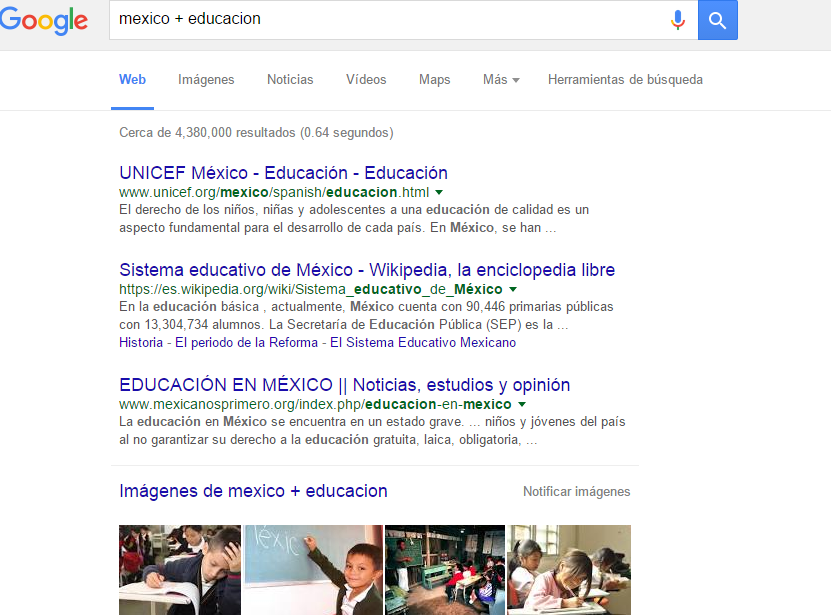 Google
mexico + educacion
Web Imágenes Noticias Vídeos Maps Más Herramientas de búsqueda
Cerca de 4,380,000 resultados (0.64 segundos)
UNICEF México - Educación - Educación
www.unicef.org/mexico/spanish/educacion.html
El derecho de los niños, niñas y adolescentes a una educación de calidad es un
aspecto fundamental para el desarrollo de cada país. En México, se han ...
Sistema educativo de México - Wikipedia, la enciclopedia libre
https://es.wikipedia.org/wiki/Sistema_educativo_de_México
En la educación básica , actualmente, México cuenta con 90,446 primarias públicas
con 13,304,734 alumnos. La Secretaría de Educación Pública (SEP) es la ...
Historia - El periodo de la Reforma - El Sistema Educativo Mexicano
EDUCACIÓN EN MÉXICO || Noticias, estudios y opinión
www.mexicanosprimero.org/index.php/educacion-en-mexico
La educación en México se encuentra en un estado grave. ... niños y jóvenes del país
al no garantizar su derecho a la educación gratuita, laica, obligatoria, ...
Imágenes de mexico + educacion Notificar imágenes
éxic